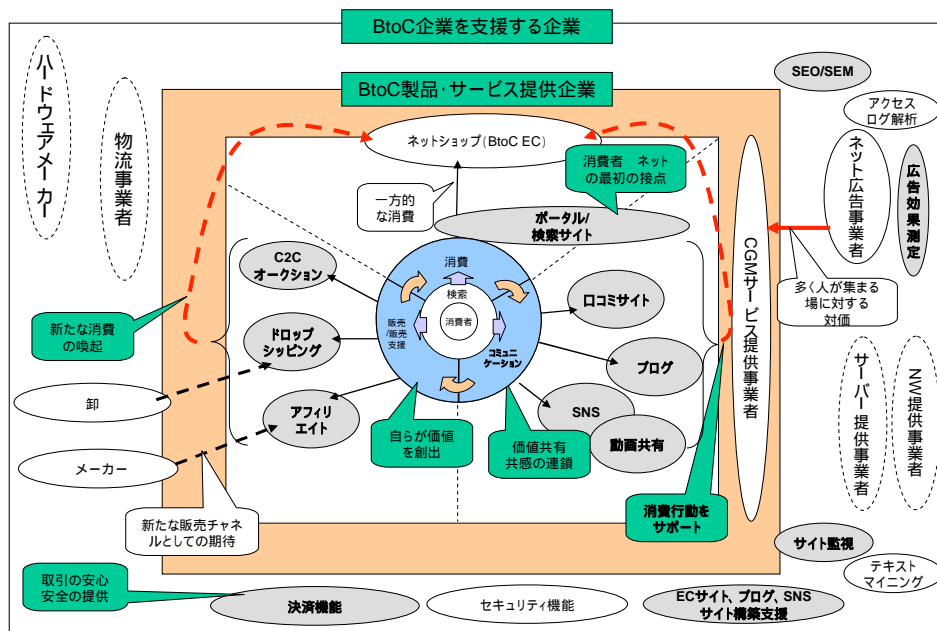 BtoC企業を支援する企業
BtoC製品・サービス提供企業
ハードウェアメーカー
物流事業者
SEO/SEM
アクセス
ログ解析
ネット広告事業者
広告効果測定
ネットショップ(BtoC EC)
消費者　ネット
の最初の接点
一方的
な消費
ポータル/
検索サイト
CGMサービス提供事業者
C2C
オークション
消費
検索
消費者
販売
/販売
支援
コミュニ
ケーション
口コミサイト
多く人が集まる
場に対する
対価
新たな消費
の喚起
ドロップ
シッピング
ブログ
サーバー提供事業者
NW提供事業者
卸
アフィリ
エイト
SNS
動画共有
自らが価値
を創出
価値共有
共感の連鎖
メーカー
新たな販売チャネ
ルとしての期待
消費行動を
サポート
サイト監視
テキスト
マイニング
取引の安心
安全の提供
決済機能
セキュリティ機能
ECサイト、ブログ、SNS
サイト構築支援